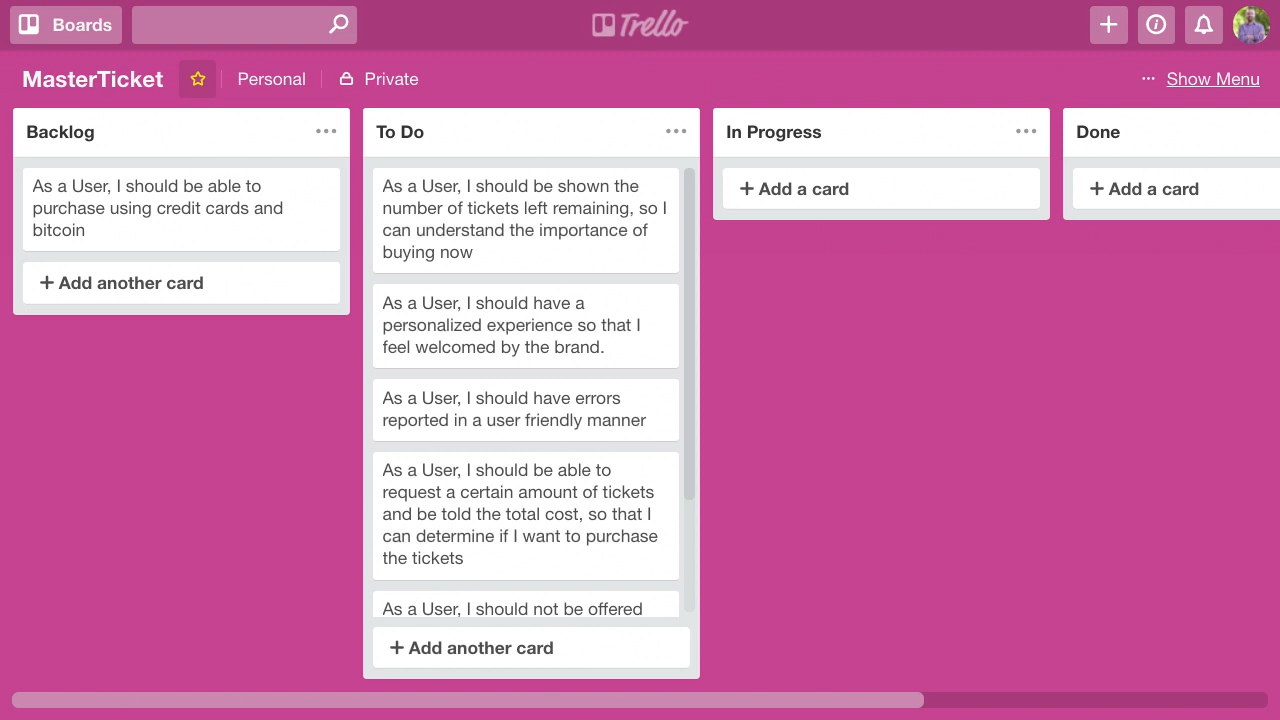 Boards
Trello
MasterTicket
Personal
Private
··· Show Menu
Backlog
As a User, I should be able to
purchase using credit cards and
bitcoin
+ Add another card
To Do
As a User, I should be shown the
number of tickets left remaining, so I
can understand the importance of
buying now
As a User, I should have a
personalized experience so that I
feel welcomed by the brand.
As a User, I should have errors
reported in a user friendly manner
As a User, I should be able to
request a certain amount of tickets
and be told the total cost, so that I
can determine if I want to purchase
the tickets
As a User, I should not be offered
+ Add another card
In Progress
+ Add a card
Done
+ Add a card